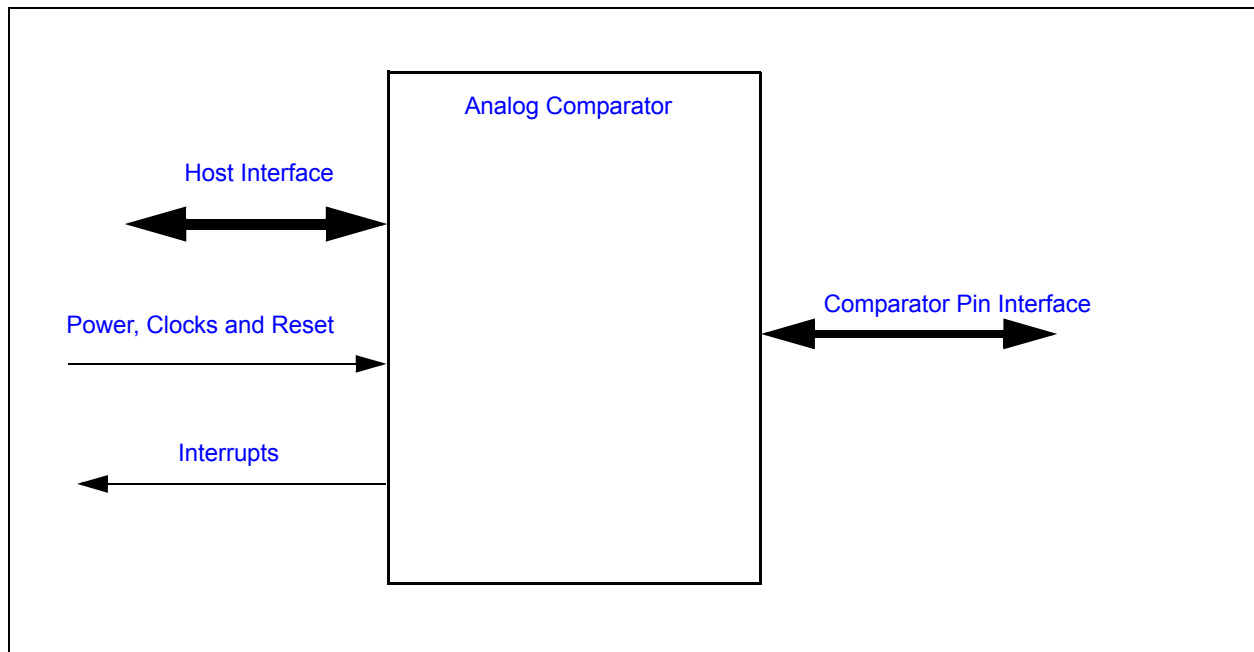 Analog Comparator
Host Interface
Comparator Pin Interface
Power, Clocks and Reset
Interrupts